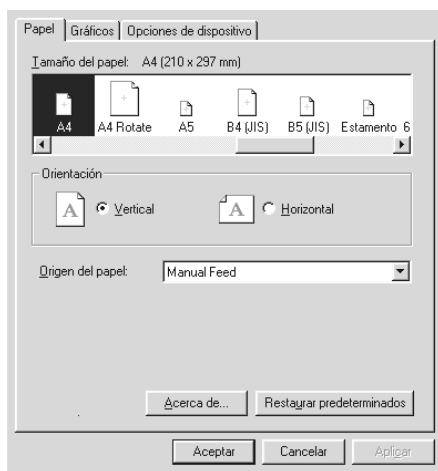 Papel Gráficos Opciones de dispositivo
Tamaño del papel: A4 (210 x 297 mm)
A4 A4 Rotate A5 B4 (JIS) B5 (JIS) Estamento 6
Orientación
A Vertical A Horizontal
Origen del papel: Manual Feed
Acerca de... Restaurar predeterminados
Aceptar Cancelar Aplicar